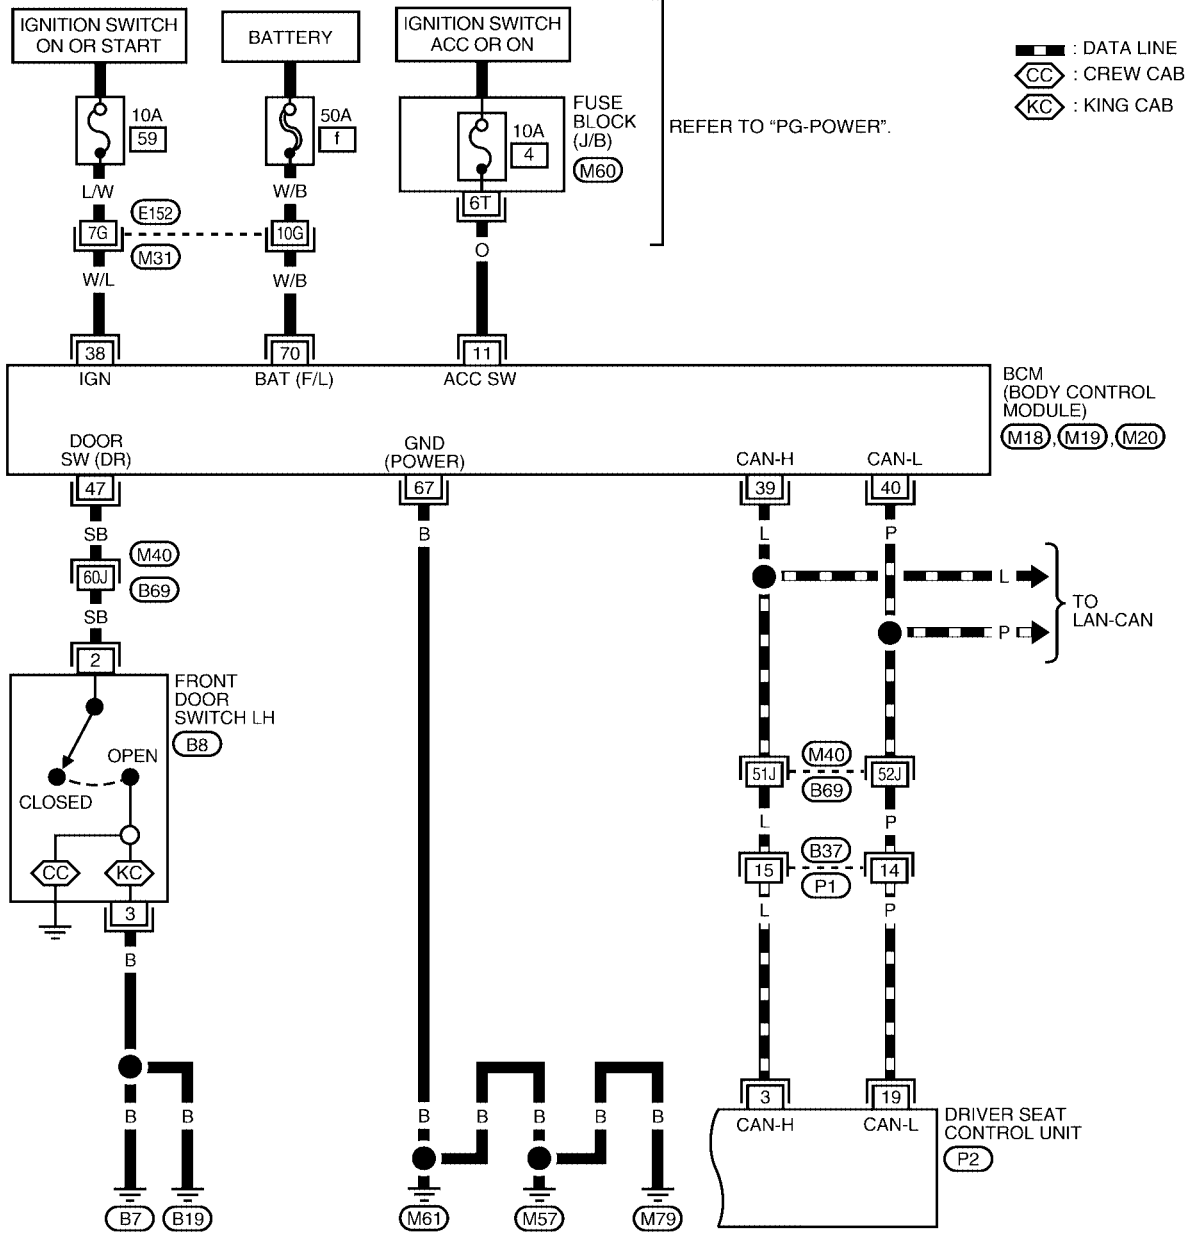 IGNITION SWITCH
ON OR START
BATTERY
IGNITION SWITCH
ACC OR ON
: DATA LINE
CC : CREW CAB
KC : KING CAB
10A
59
50A
f
10A
4
FUSE
BLOCK
(J/B)
M60
REFER TO "PG-POWER".
L/W
W/B
6T
7G
E152
M31
10G
O
W/L
W/B
38
70
11
IGN
BAT (F/L)
ACC SW
BCM
(BODY CONTROL
MODULE)
M18, M19, M20
DOOR
SW (DR)
GND
(POWER)
CAN-H
CAN-L
47
67
39
40
SB
B
L
P
60J
M40
B69
L
P
TO
LAN-CAN
SB
2
FRONT
DOOR
SWITCH LH
B8
OPEN
CLOSED
CC
KC
3
51J
M40
B69
52J
L
P
15
B37
P1
14
L
P
B
B
B
B
B
B
B
B
3
19
CAN-H
CAN-L
DRIVER SEAT
CONTROL UNIT
P2
B7
B19
M61
M57
M79